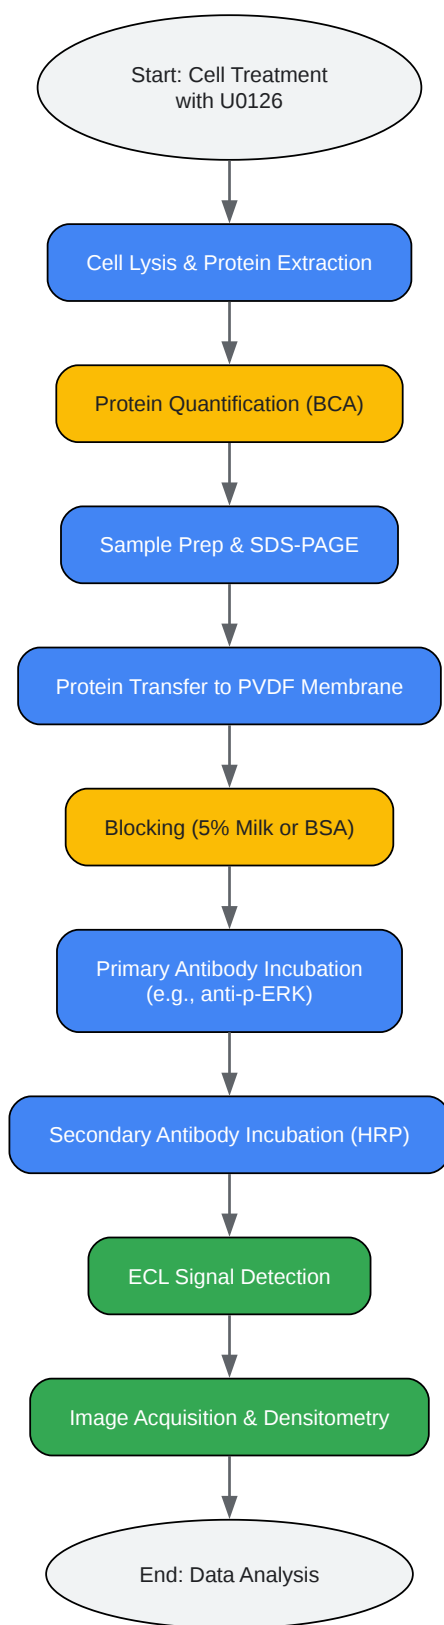 Start: Cell Treatment
with U0126
Cell Lysis & Protein Extraction
Protein Quantification (BCA)
Sample Prep & SDS-PAGE
Protein Transfer to PVDF Membrane
Blocking (5% Milk or BSA)
Primary Antibody Incubation
(e.g., anti-p-ERK)
Secondary Antibody Incubation (HRP)
ECL Signal Detection
Image Acquisition & Densitometry
End: Data Analysis